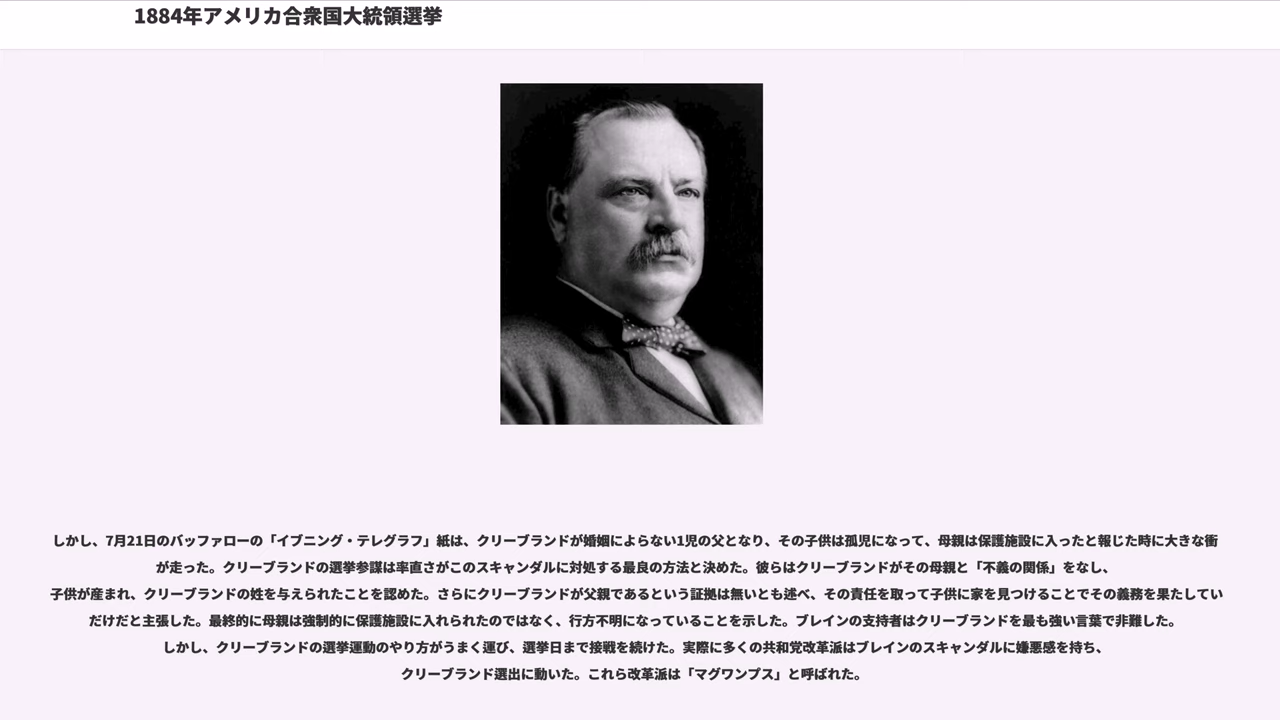 1884年アメリカ合衆国大統領選挙
しかし、7月21日のバッファローの「イブニング・テレグラフ」紙は、クリーブランドが婚姻によらない1児の父となり、その子供は孤児になって、母親は保護施設に入ったと報じた時に大きな衝
が走った。クリーブランドの選挙参謀は率直さがこのスキャンダルに対処する最良の方法と決めた。彼らはクリーブランドがその母親と「不義の関係」をなし、
子供が産まれ、クリーブランドの姓を与えられたことを認めた。さらにクリーブランドが父親であるという証拠は無いとも述べ、その責任を取って子供に家を見つけることでその義務を果たしてい
だけだと主張した。最終的に母親は強制的に保護施設に入れられたのではなく、行方不明になっていることを示した。ブレインの支持者はクリーブランドを最も強い言葉で非難した。
しかし、クリーブランドの選挙運動のやり方がうまく運び、選挙日まで接戦を続けた。実際に多くの共和党改革派はブレインのスキャンダルに嫌悪感を持ち、
クリーブランド選出に動いた。これら改革派は「マグワンプス」と呼ばれた。